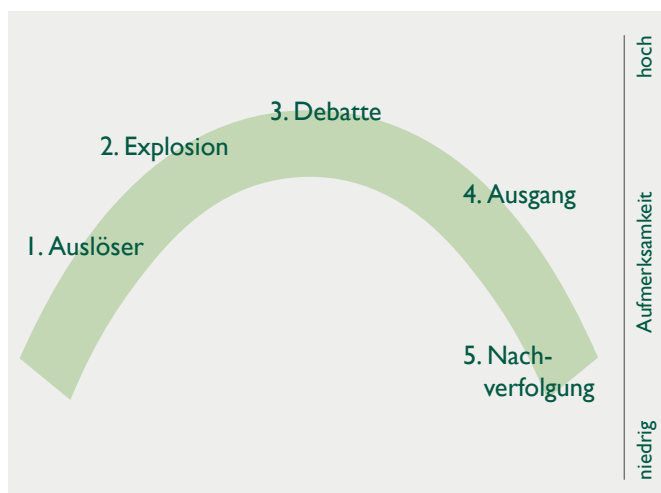 3. Debatte
2. Explosion
4. Ausgang
1. Auslöser
5. Nach-
verfolgung
hoch
Aufmerksamkeit
niedrig